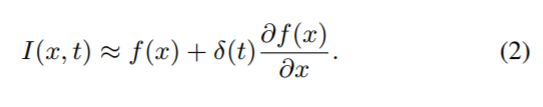 I(x, t) ≈ f(x) + δ(t) ∂f(x)/∂x . (2)